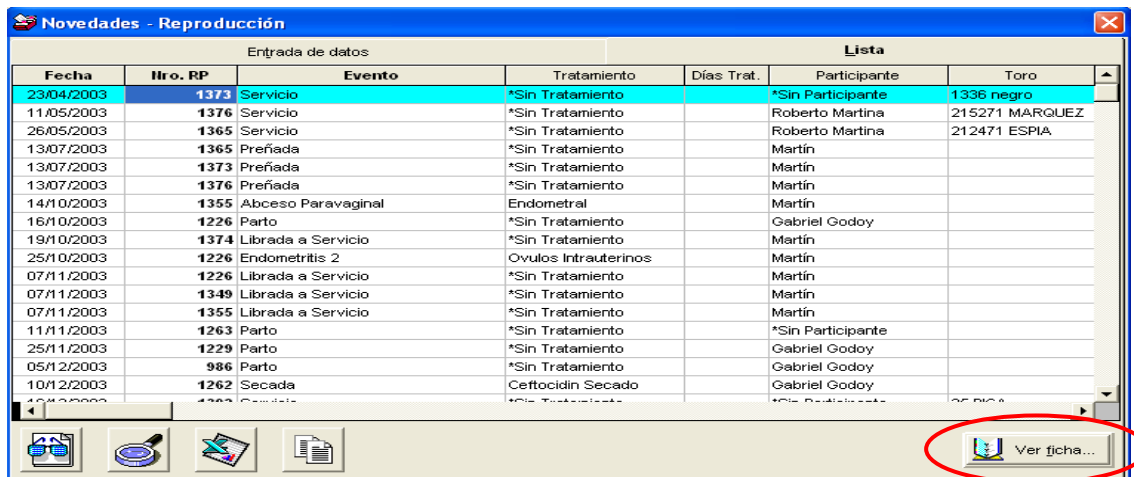 Novedades - Reproducción
Entrada de datos Lista
Fecha Nro. RP Evento Tratamiento Días Trat. Participante Toro
23/04/2003 1373 Servicio *Sin Tratamiento *Sin Participante 1336 negro
11/05/2003 1376 Servicio *Sin Tratamiento Roberto Martina 215271 MARQUEZ
26/05/2003 1365 Servicio *Sin Tratamiento Roberto Martina 212471 ESPIA
13/07/2003 1365 Preñada *Sin Tratamiento Martín
13/07/2003 1373 Preñada *Sin Tratamiento Martín
13/07/2003 1376 Preñada *Sin Tratamiento Martín
14/10/2003 1355 Abceso Paravaginal Endometral Martín
16/10/2003 1226 Parto *Sin Tratamiento Gabriel Godoy
19/10/2003 1374 Librada a Servicio *Sin Tratamiento Martín
25/10/2003 1226 Endometritis 2 Ovulos Intrauterinos Martín
07/11/2003 1226 Librada a Servicio *Sin Tratamiento Martín
07/11/2003 1349 Librada a Servicio *Sin Tratamiento Martín
07/11/2003 1355 Librada a Servicio *Sin Tratamiento Martín
11/11/2003 1263 Parto *Sin Tratamiento *Sin Participante
25/11/2003 1229 Parto *Sin Tratamiento Gabriel Godoy
05/12/2003 986 Parto *Sin Tratamiento Gabriel Godoy
10/12/2003 1262 Secada Ceftocidin Secado Gabriel Godoy
Ver ficha...